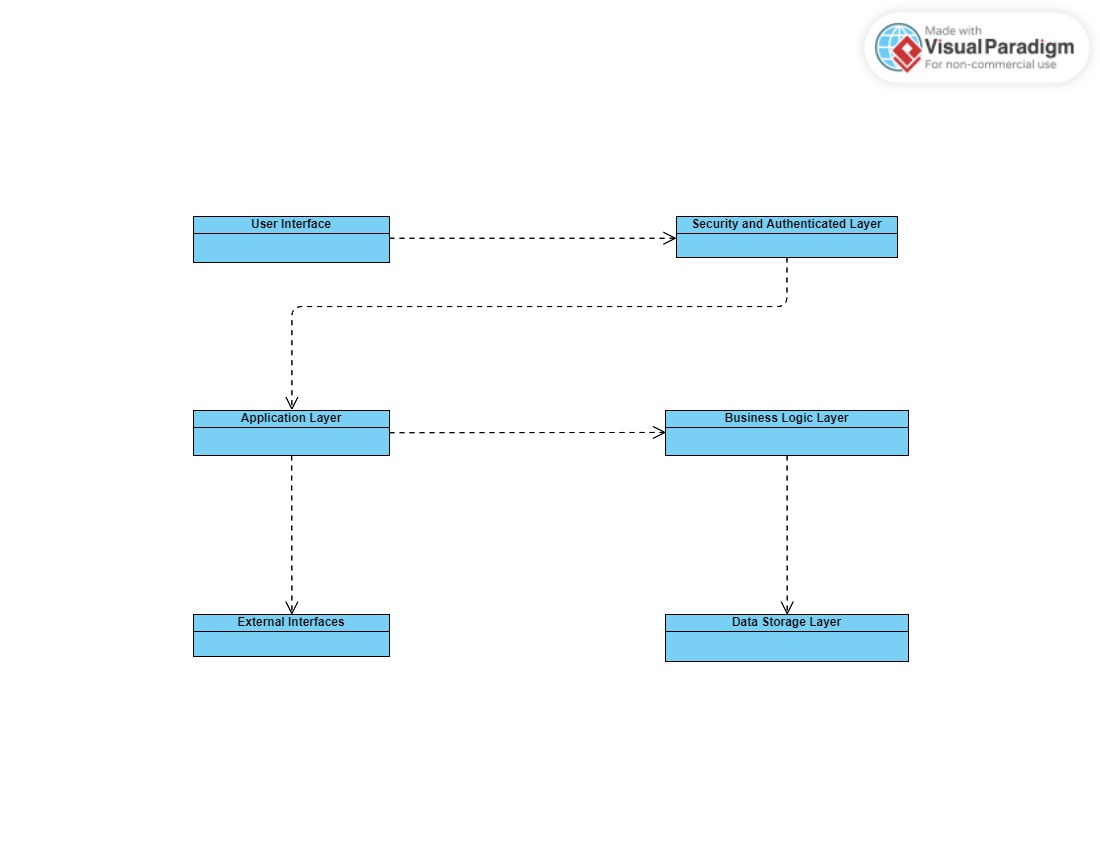 Made with
Visual Paradigm
For non-commercial use
User Interface
Security and Authenticated Layer
Application Layer
Business Logic Layer
External Interfaces
Data Storage Layer